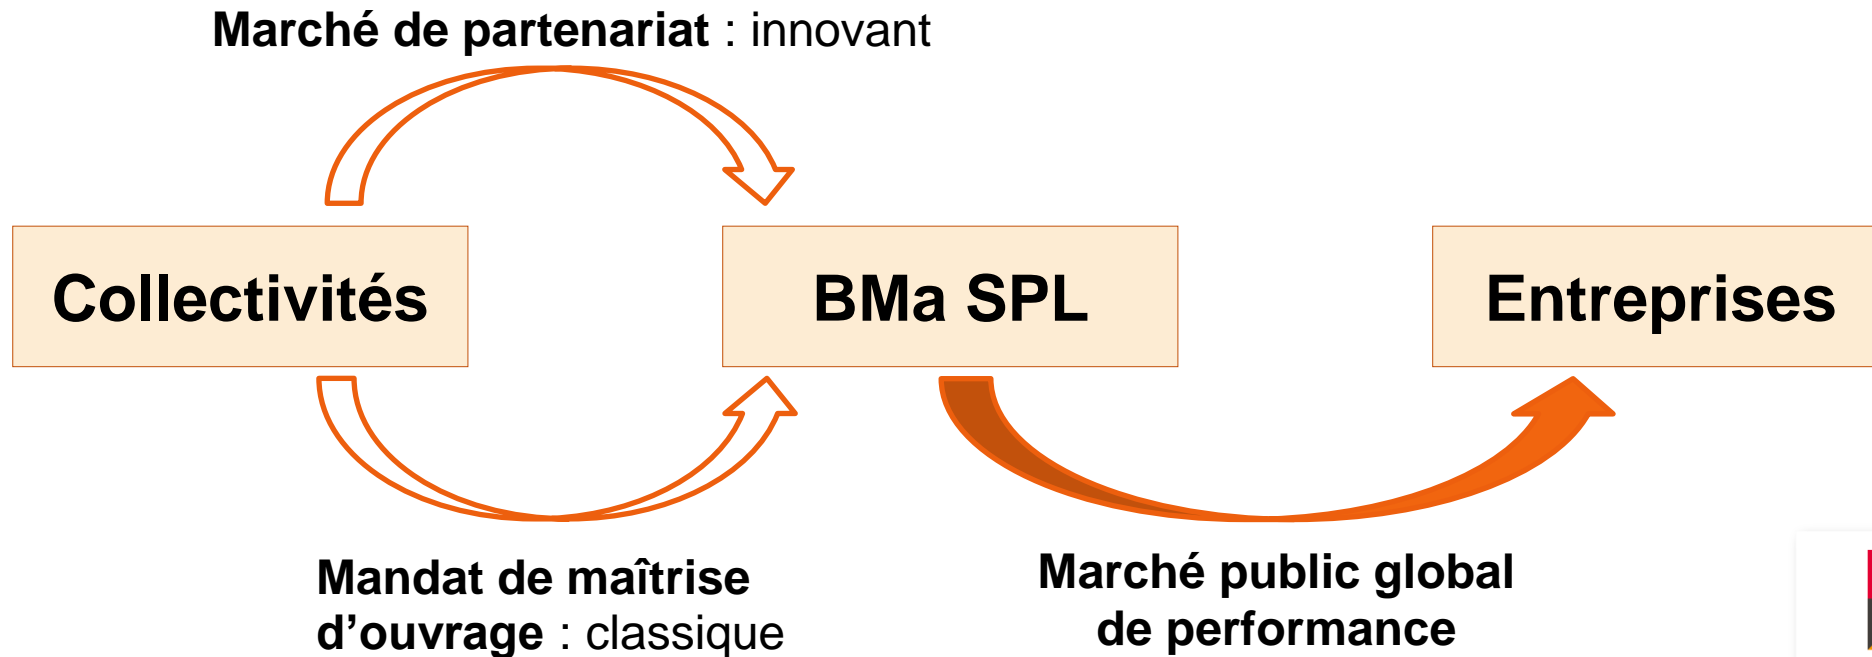 Marché de partenariat : innovant
Collectivités
BMa SPL
Entreprises
Mandat de maîtrise
d’ouvrage : classique
Marché public global
de performance